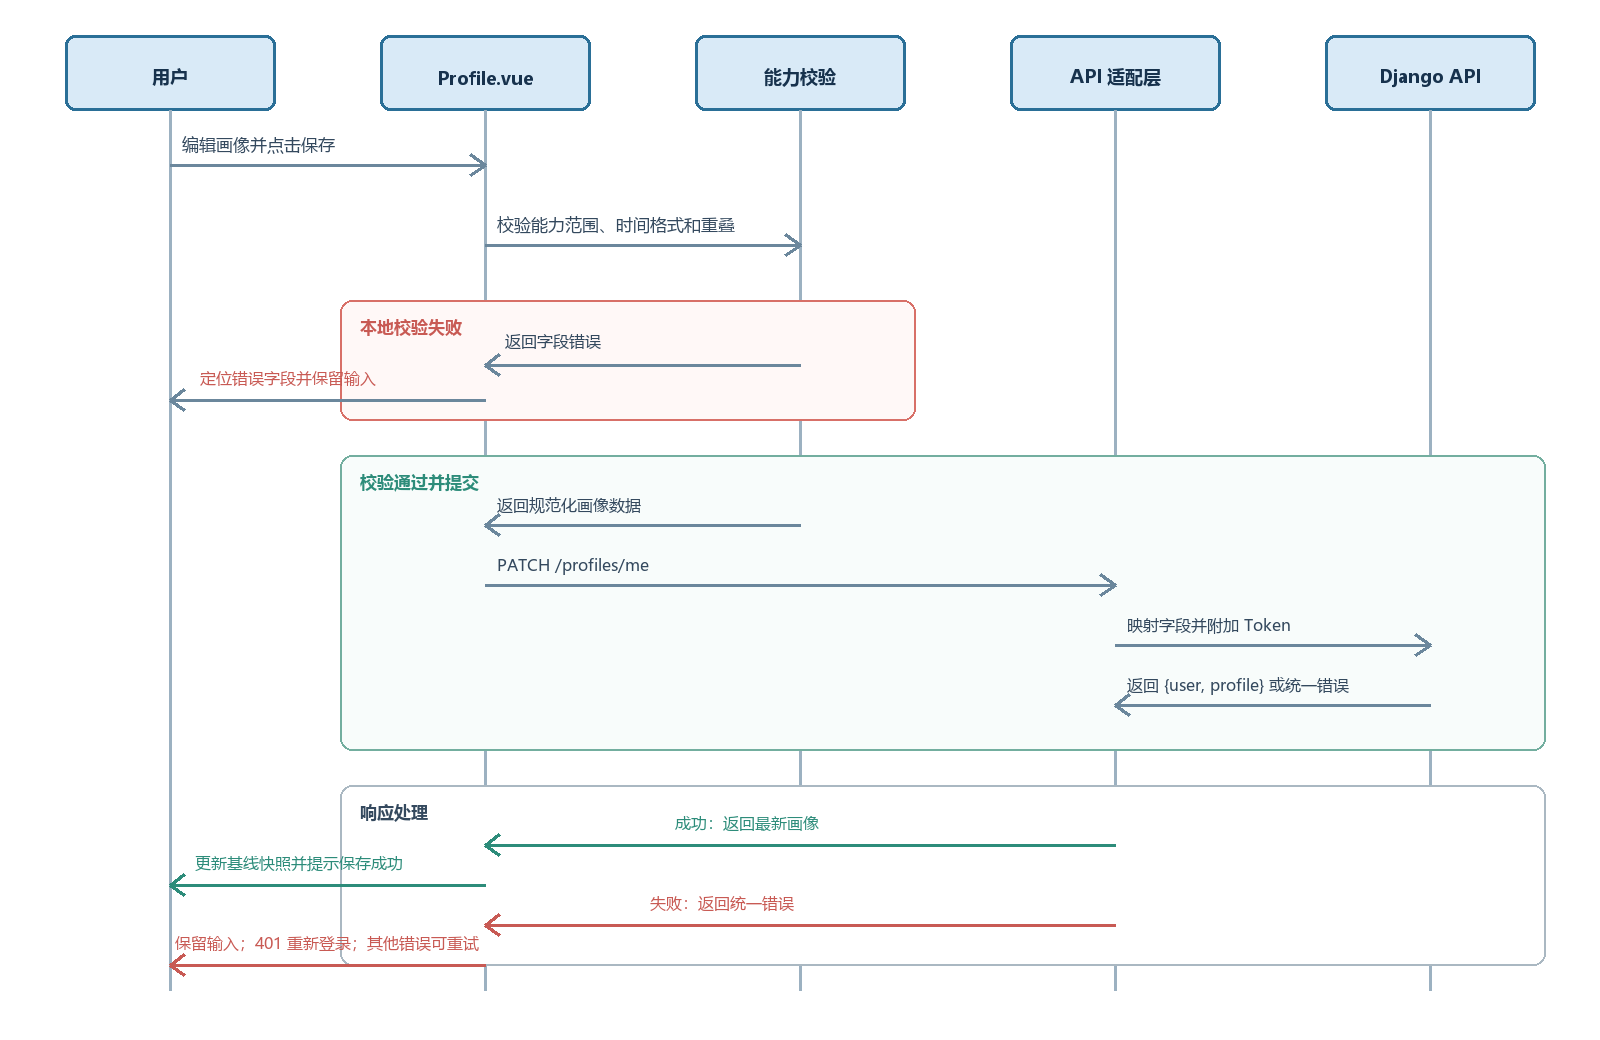 用户
Profile.vue
能力校验
API 适配层
Django API
编辑画像并点击保存
校验能力范围、时间格式和重叠
本地校验失败
返回字段错误
定位错误字段并保留输入
校验通过并提交
返回规范化画像数据
PATCH /profiles/me
映射字段并附加 Token
返回 {user, profile} 或统一错误
响应处理
成功：返回最新画像
更新基线快照并提示保存成功
失败：返回统一错误
保留输入；401 重新登录；其他错误可重试